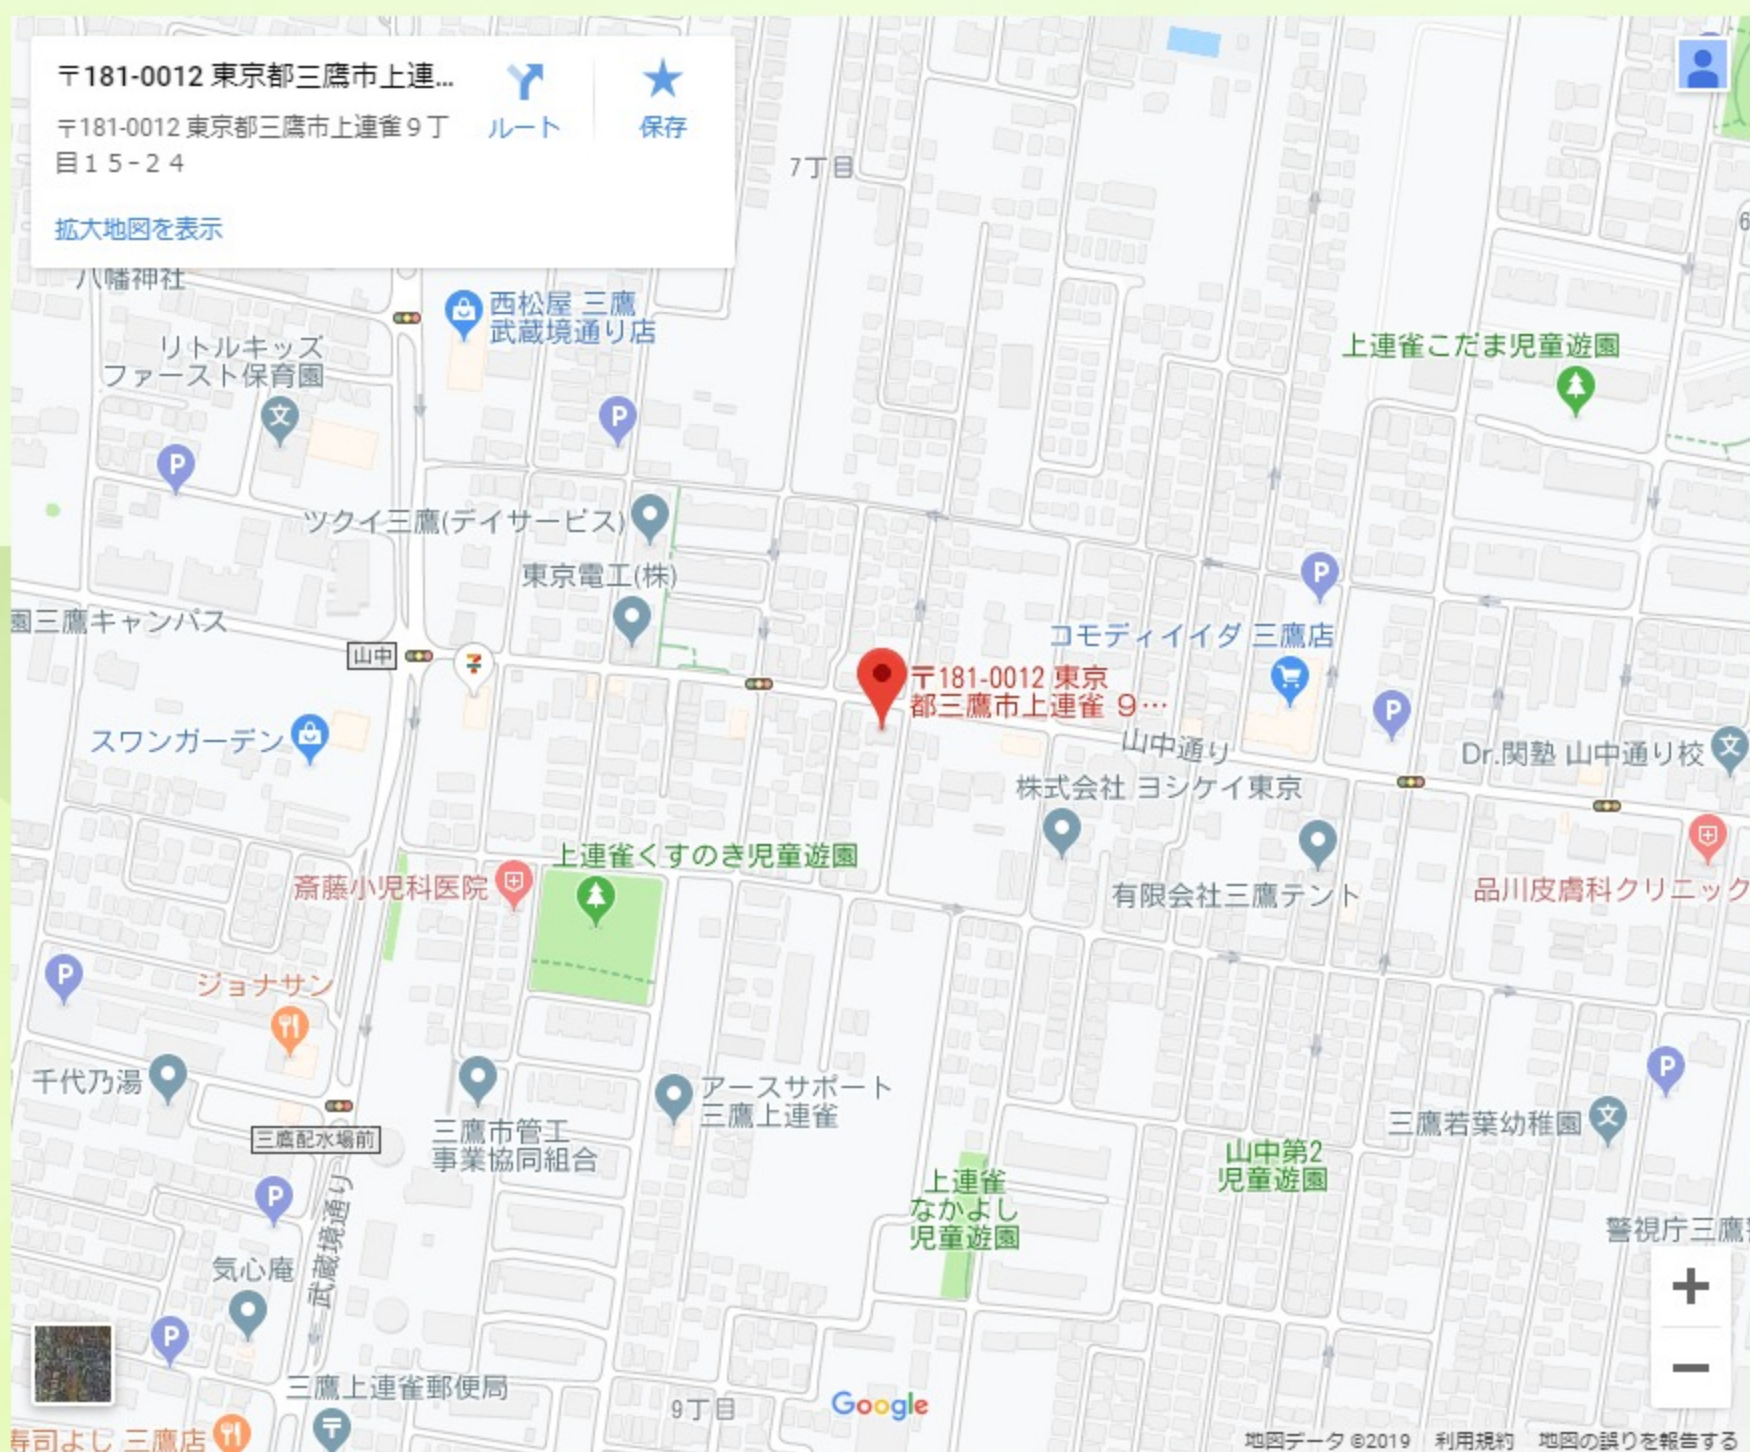 〒181-0012 東京都三鷹市上連...
〒181-0012 東京都三鷹市上連雀９丁
目１５−２４
ルート
保存
拡大地図を表示
7丁目
6
八幡神社
西松屋 三鷹
武蔵境通り店
リトルキッズ
ファースト保育園
上連雀こだま児童遊園
P
P
ツクイ三鷹(デイサービス)
東京電工(株)
P
園三鷹キャンパス
山中
コモディイイダ 三鷹店
〒181-0012 東京
都三鷹市上連雀 ９…
P
スワンガーデン
山中通り
Dr.関塾 山中通り校
株式会社 ヨシケイ東京
上連雀くすのき児童遊園
斎藤小児科医院
有限会社三鷹テント
品川皮膚科クリニック
P
ジョナサン
千代乃湯
アースサポート
三鷹上連雀
P
三鷹配水場前
三鷹市管工
事業協同組合
三鷹若葉幼稚園
山中第2
児童遊園
上連雀
なかよし
児童遊園
P
武蔵境通り
警視庁三鷹
気心庵
P
三鷹上連雀郵便局
9丁目
Google
寿司よし 三鷹店
地図データ ©2019 利用規約 地図の誤りを報告する